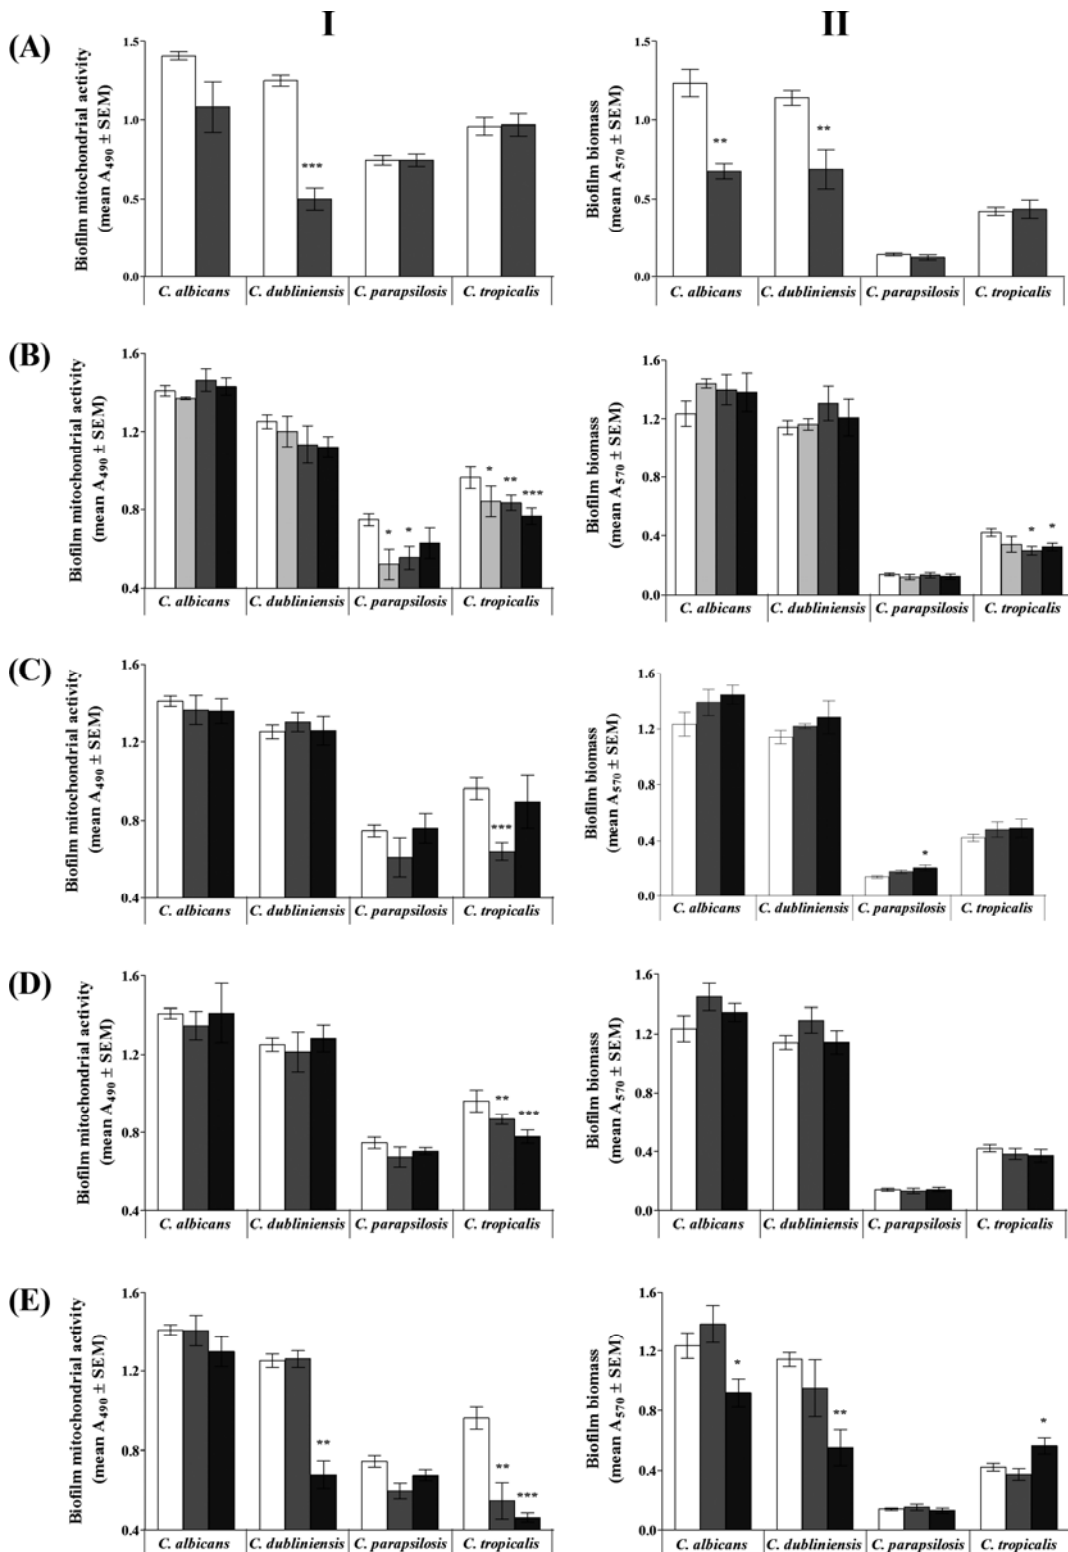 I
II
(A)
Biofilm mitochondrial activity
(mean A490 ± SEM)
1.5
1.0
0.5
0.0
***
C. albicans
C. dubliniensis
C. parapsilosis
C. tropicalis
Biofilm biomass
(mean A570 ± SEM)
1.5
1.0
0.5
0.0
**
**
C. albicans
C. dubliniensis
C. parapsilosis
C. tropicalis
(B)
Biofilm mitochondrial activity
(mean A490 ± SEM)
1.6
1.2
0.8
0.4
*
*
*
**
***
C. albicans
C. dubliniensis
C. parapsilosis
C. tropicalis
Biofilm biomass
(mean A570 ± SEM)
1.6
1.2
0.8
0.4
0.0
*
*
C. albicans
C. dubliniensis
C. parapsilosis
C. tropicalis
(C)
Biofilm mitochondrial activity
(mean A490 ± SEM)
1.6
1.2
0.8
0.4
***
C. albicans
C. dubliniensis
C. parapsilosis
C. tropicalis
Biofilm biomass
(mean A570 ± SEM)
1.6
1.2
0.8
0.4
0.0
*
C. albicans
C. dubliniensis
C. parapsilosis
C. tropicalis
(D)
Biofilm mitochondrial activity
(mean A490 ± SEM)
1.6
1.2
0.8
0.4
**
***
C. albicans
C. dubliniensis
C. parapsilosis
C. tropicalis
Biofilm biomass
(mean A570 ± SEM)
1.6
1.2
0.8
0.4
0.0
C. albicans
C. dubliniensis
C. parapsilosis
C. tropicalis
(E)
Biofilm mitochondrial activity
(mean A490 ± SEM)
1.6
1.2
0.8
0.4
**
**
***
C. albicans
C. dubliniensis
C. parapsilosis
C. tropicalis
Biofilm biomass
(mean A570 ± SEM)
1.6
1.2
0.8
0.4
0.0
*
**
*
C. albicans
C. dubliniensis
C. parapsilosis
C. tropicalis